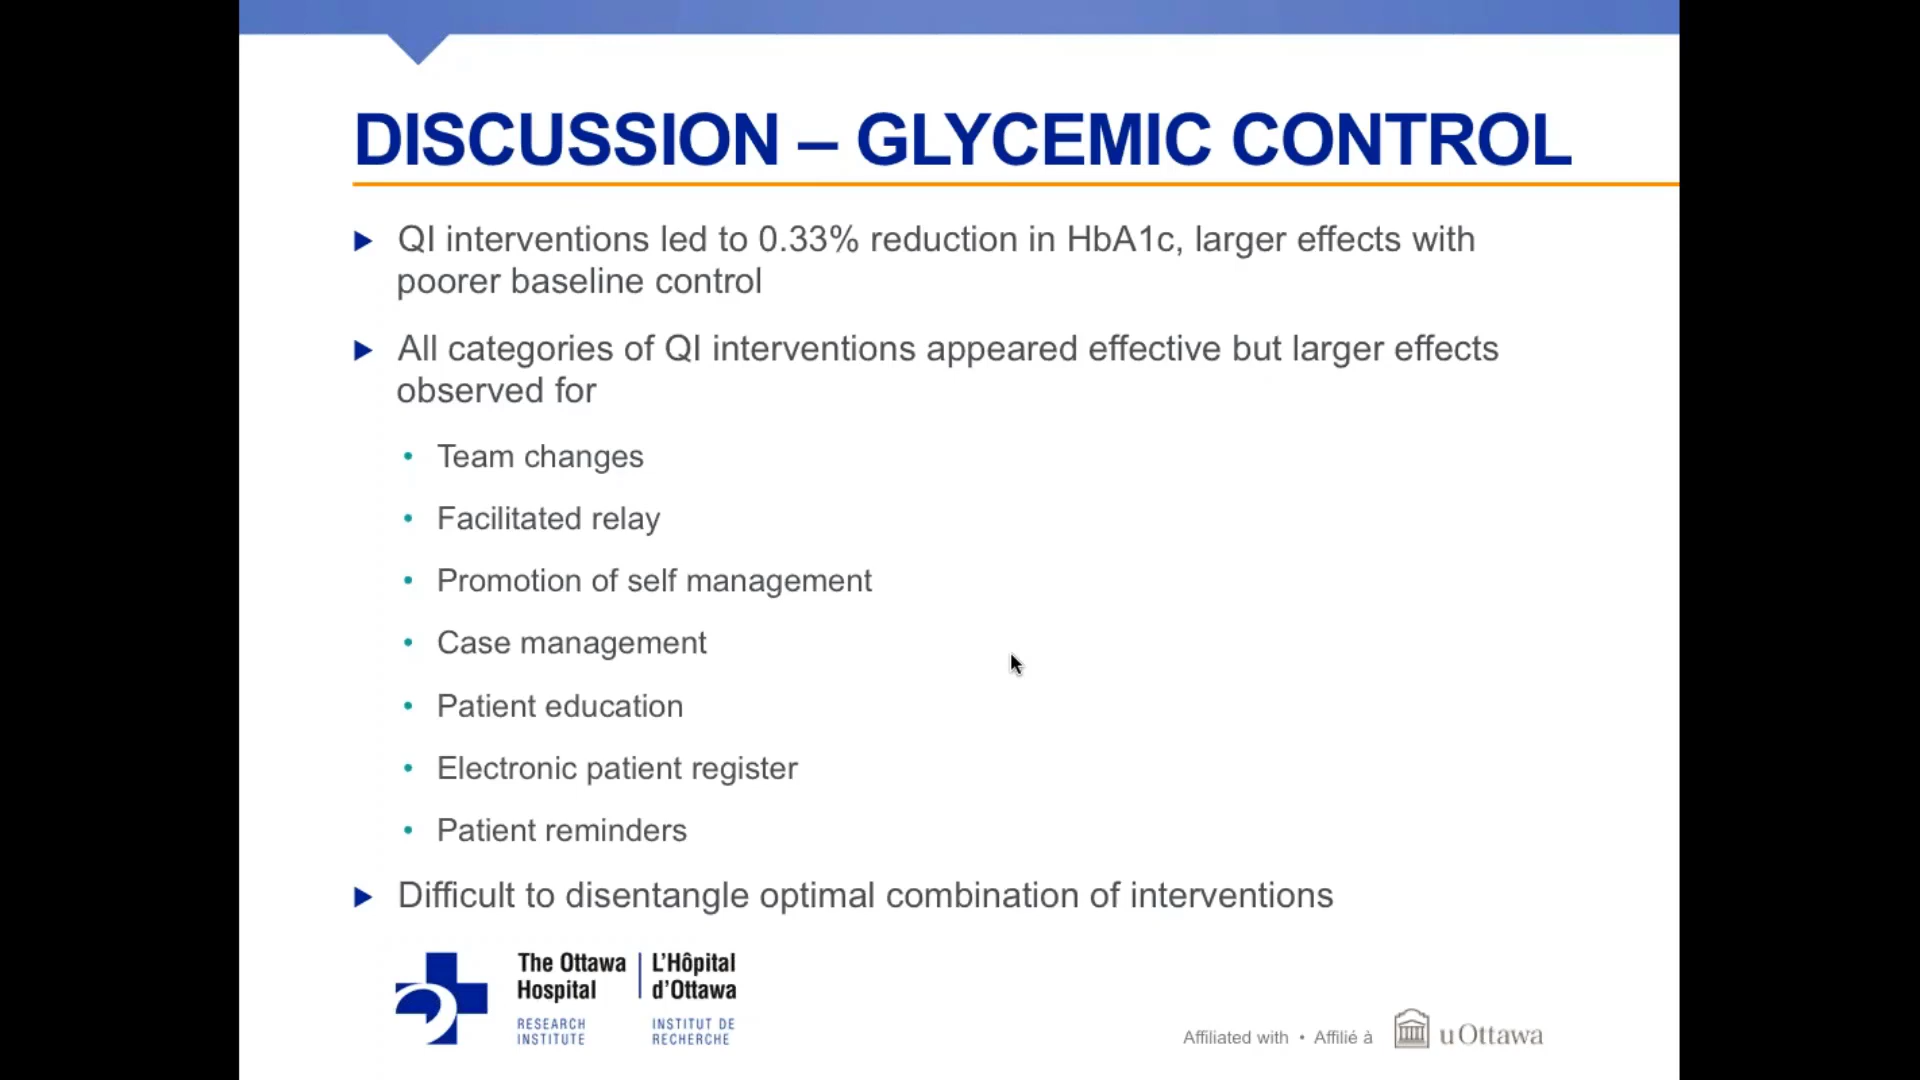 DISCUSSION – GLYCEMIC CONTROL
QI interventions led to 0.33% reduction in HbA1c, larger effects with
poorer baseline control
All categories of QI interventions appeared effective but larger effects
observed for
Team changes
Facilitated relay
Promotion of self management
Case management
Patient education
Electronic patient register
Patient reminders
Difficult to disentangle optimal combination of interventions
The Ottawa
Hospital
RESEARCH
INSTITUTE
L'Hôpital
d'Ottawa
INSTITUT DE
RECHERCHE
Affiliated with • Affilié à
uOttawa